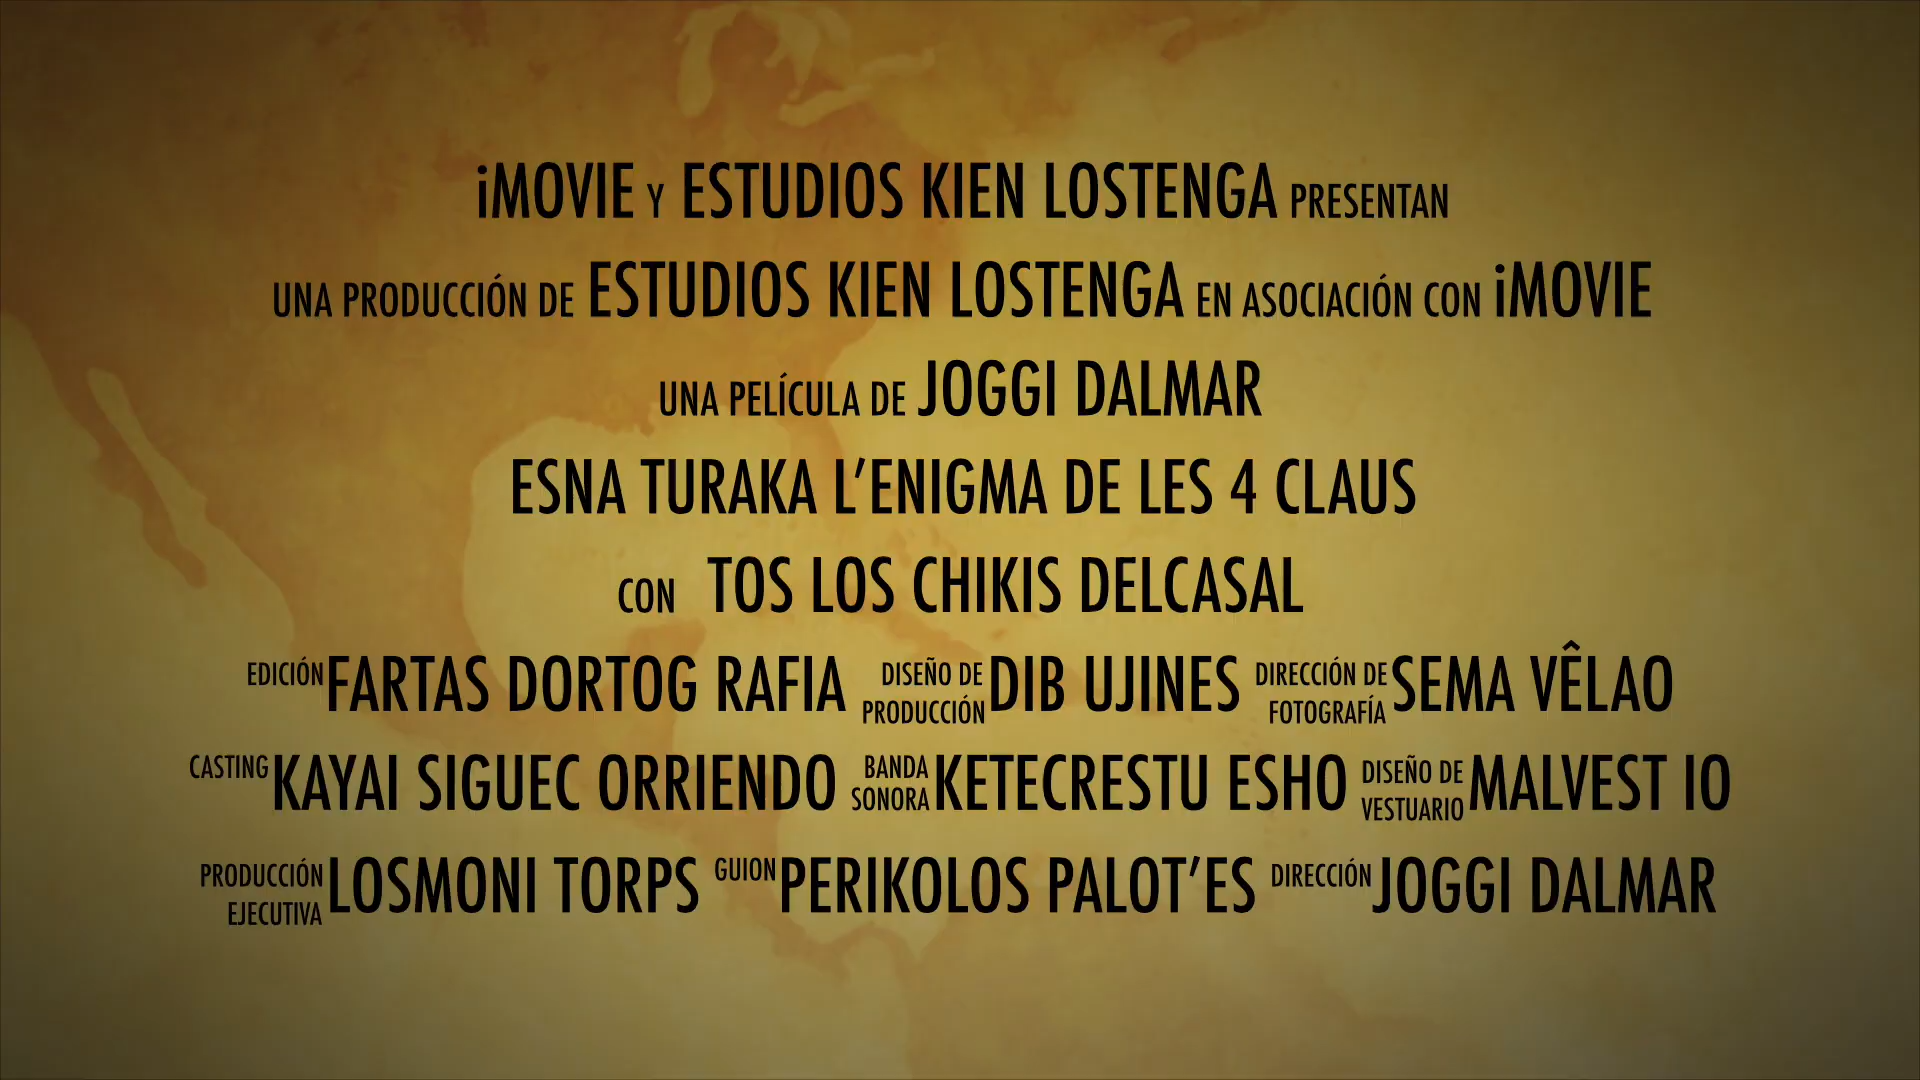 iMOVIE Y ESTUDIOS KIEN LOSTENGA PRESENTAN
UNA PRODUCCIÓN DE ESTUDIOS KIEN LOSTENGA EN ASOCIACIÓN CON iMOVIE
UNA PELÍCULA DE JOGGI DALMAR
ESNA TURAKA L'ENIGMA DE LES 4 CLAUS
CON TOS LOS CHIKIS DELCASAL
EDICIÓN FARTAS DORTOG RAFIA DISEÑO DE PRODUCCIÓN DIB UJINES DIRECCIÓN DE FOTOGRAFÍA SEMA VÊLAO
CASTING KAYAI SIGUEC ORRIENDO BANDA SONORA KETECRESTU ESHO DISEÑO DE VESTUARIO MALVEST IO
PRODUCCIÓN EJECUTIVA LOSMONI TORPS GUION PERIKOLOS PALOT'ES DIRECCIÓN JOGGI DALMAR